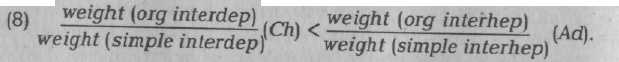 (8) weight (org interdep) / weight (simple interdep) (Ch) < weight (org interhep) / weight (simple interhep) (Ad).